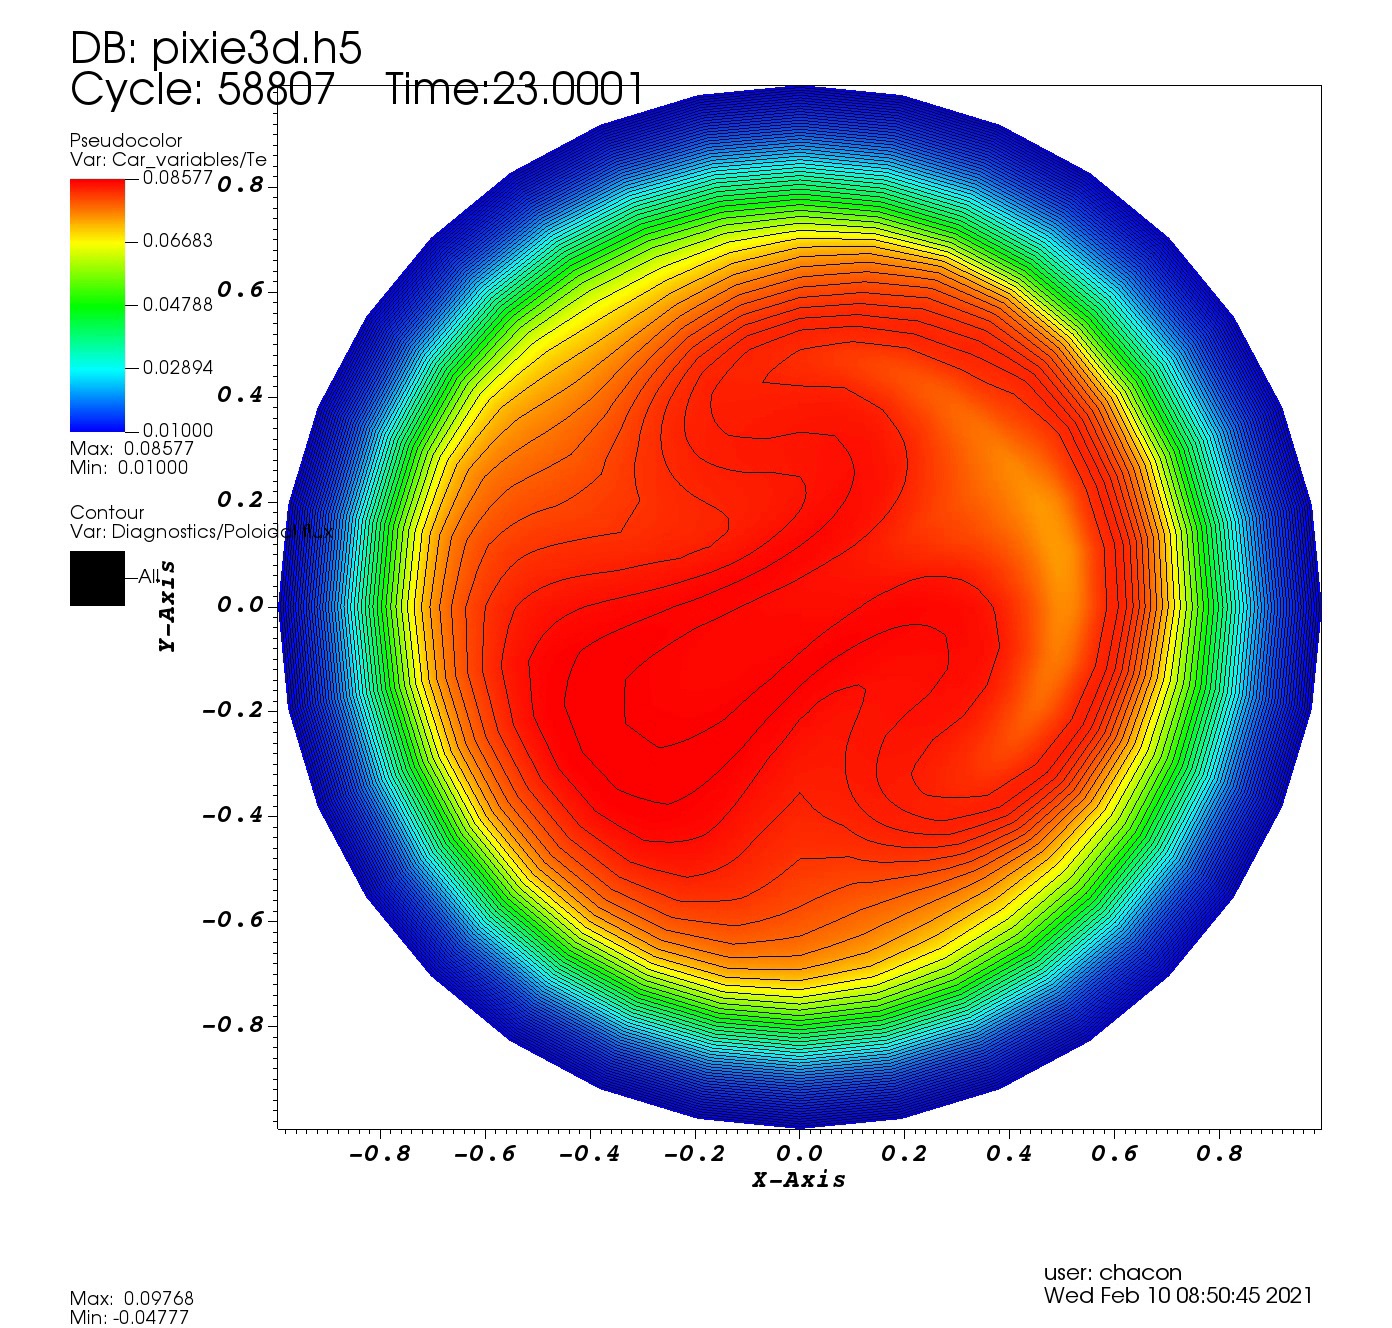 DB: pixie3d.h5
Cycle: 58807 Time:23.0001
Pseudocolor
Var: Car_variables/Te
0.08577
0.06683
0.04788
0.02894
0.01000
Max: 0.08577
Min: 0.01000
Contour
Var: Diagnostics/Poloidal flux
All
Y-Axis
0.8
0.6
0.4
0.2
0.0
-0.2
-0.4
-0.6
-0.8
-0.8 -0.6 -0.4 -0.2 0.0 0.2 0.4 0.6 0.8
X-Axis
Max: 0.09768
Min: -0.04777
user: chacon
Wed Feb 10 08:50:45 2021